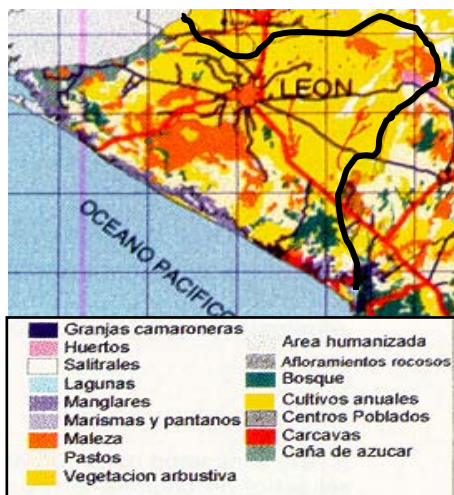 LEON
OCEANO PACIFICO
Granjas camaroneras
Huertos
Salitrales
Lagunas
Manglares
Marismas y pantanos
Maleza
Pastos
Vegetacion arbustiva
Area humanizada
Afloramientos rocosos
Bosque
Cultivos anuales
Centros Poblados
Carcavas
Caña de azucar